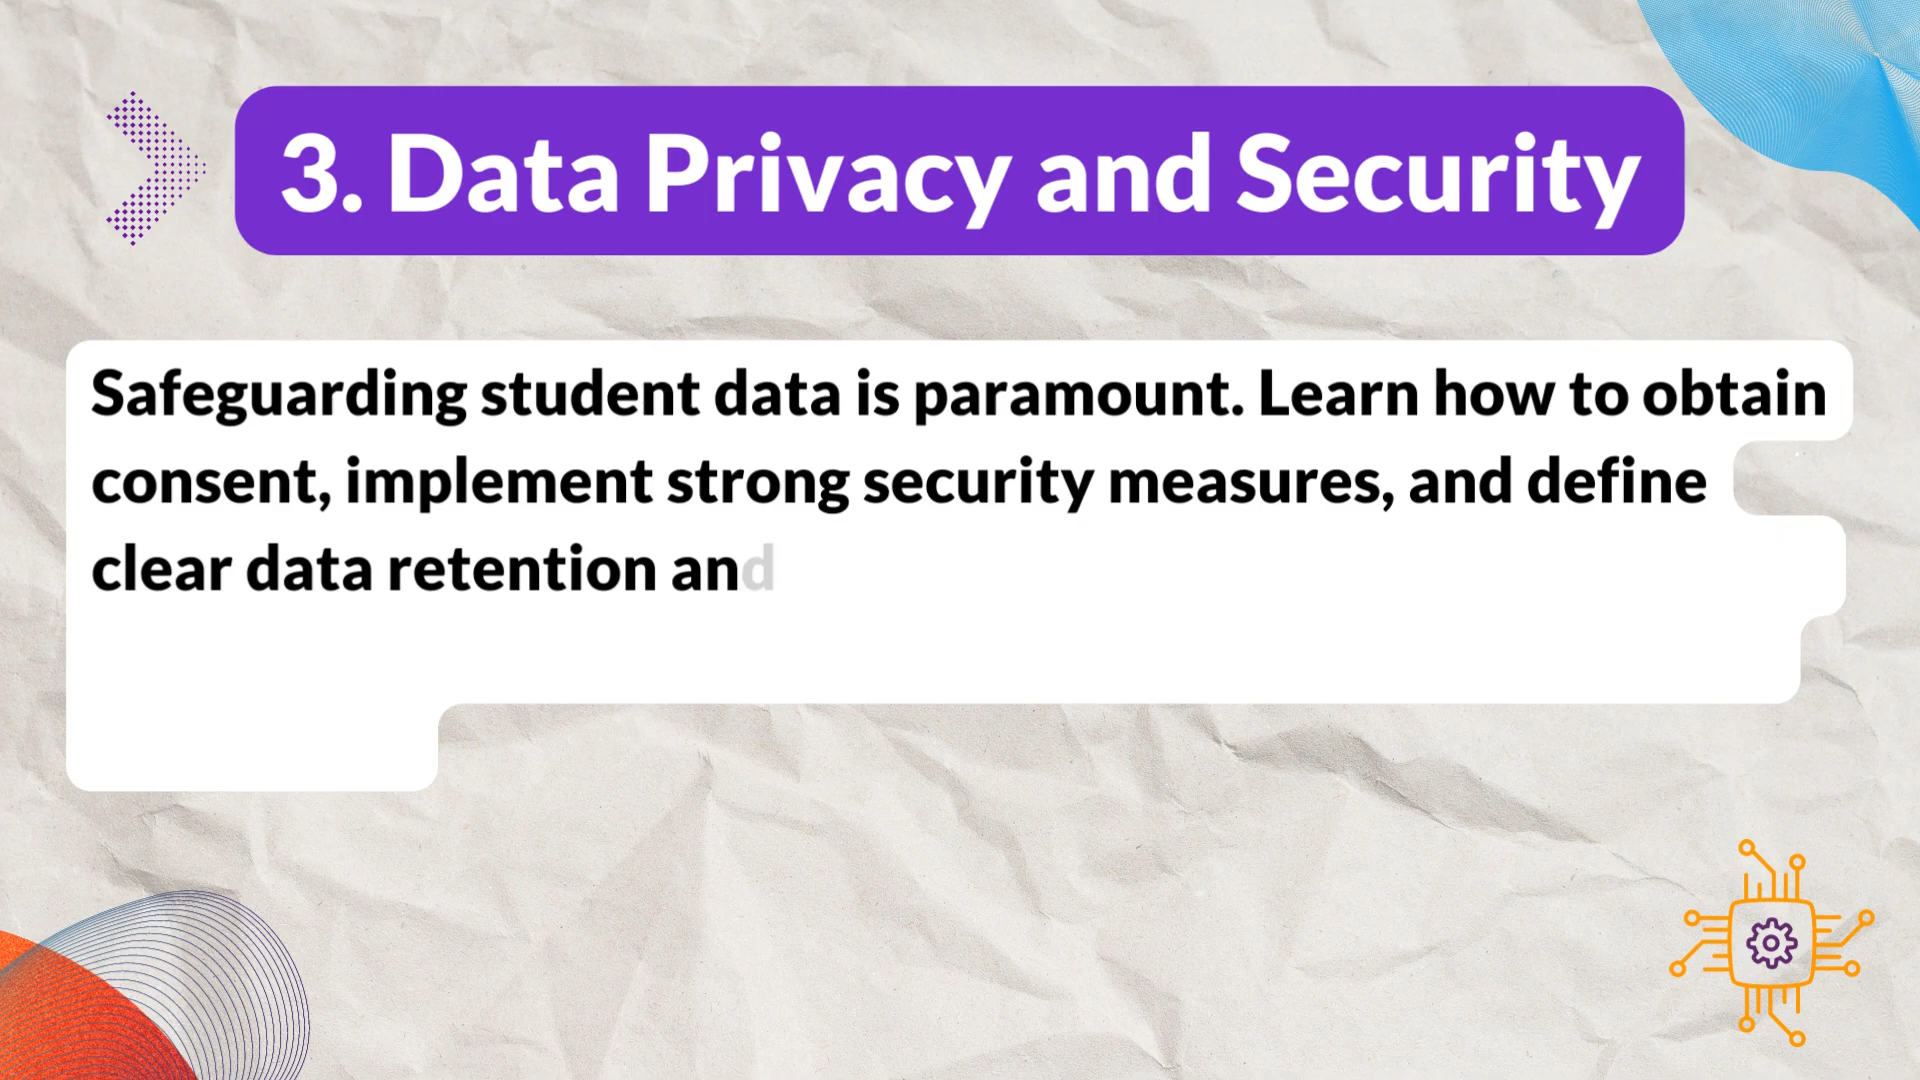 3. Data Privacy and Security
Safeguarding student data is paramount. Learn how to obtain
consent, implement strong security measures, and define
clear data retention and